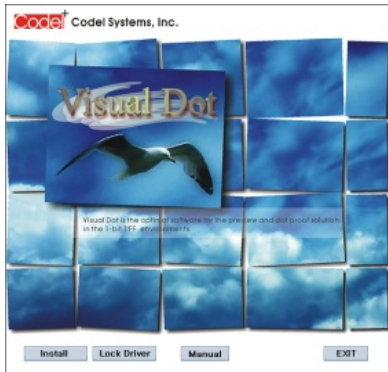 Codel+ Codel Systems, Inc.
Visual Dot
Visual Dot is the optimal software for the preview and dot proof solution
in the 1-bit TIFF environments
Install Lock Driver Manual EXIT